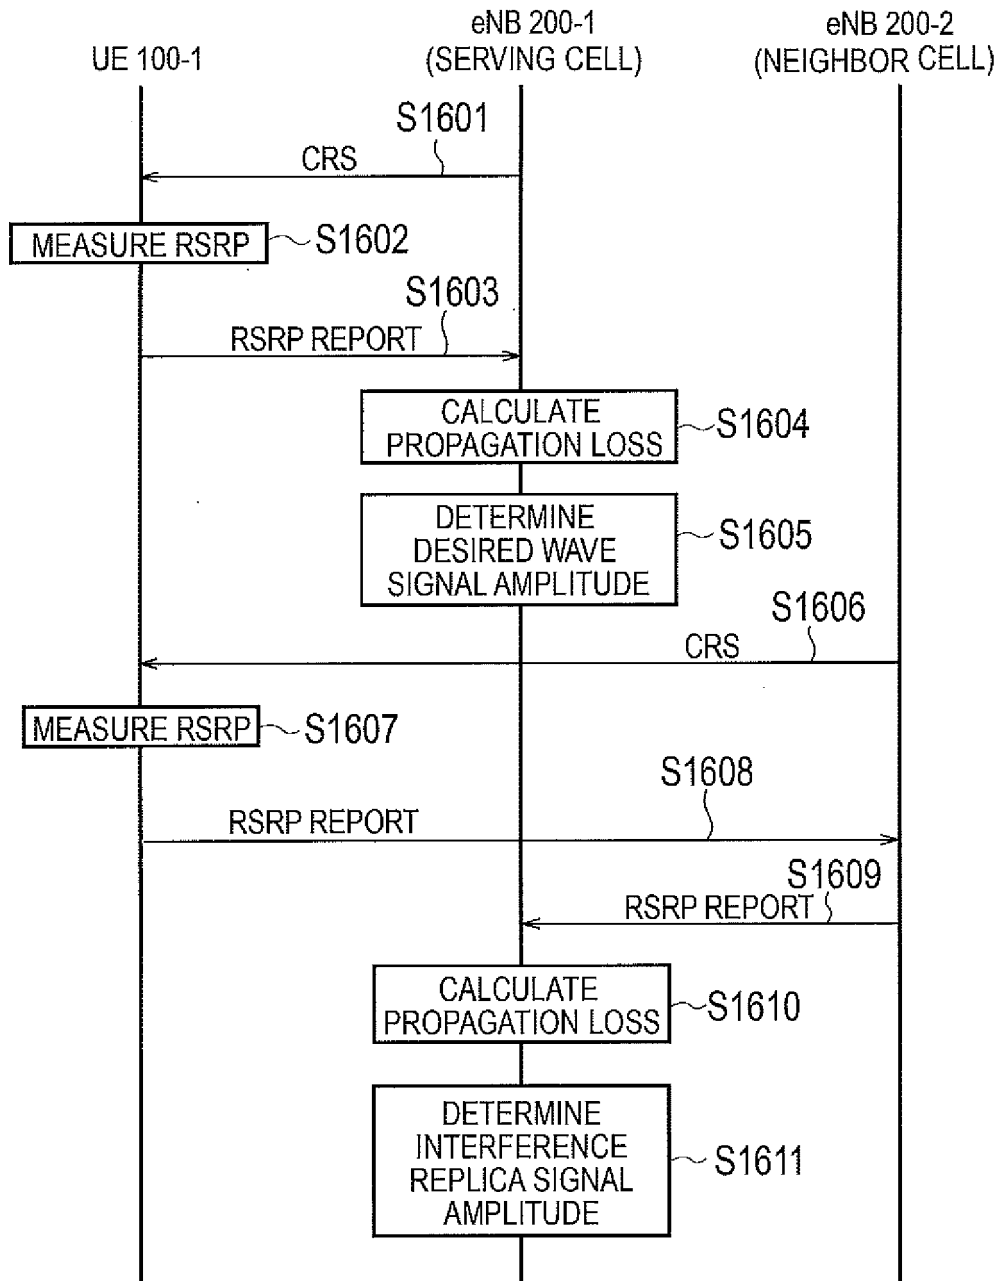 UE 100-1
eNB 200-1
(SERVING CELL)
eNB 200-2
(NEIGHBOR CELL)
S1601
CRS
MEASURE RSRP
S1602
S1603
RSRP REPORT
CALCULATE
PROPAGATION LOSS
S1604
DETERMINE
DESIRED WAVE
SIGNAL AMPLITUDE
S1605
S1606
CRS
MEASURE RSRP
S1607
S1608
RSRP REPORT
S1609
RSRP REPORT
CALCULATE
PROPAGATION LOSS
S1610
DETERMINE
INTERFERENCE
REPLICA SIGNAL
AMPLITUDE
S1611